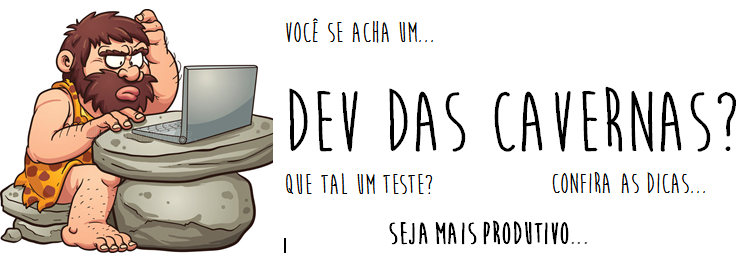 VOCÊ SE ACHA UM...
DEV DAS CAVERNAS?
QUE TAL UM TESTE?
CONFIRA AS DICAS...
SEJA MAIS PRODUTIVO...